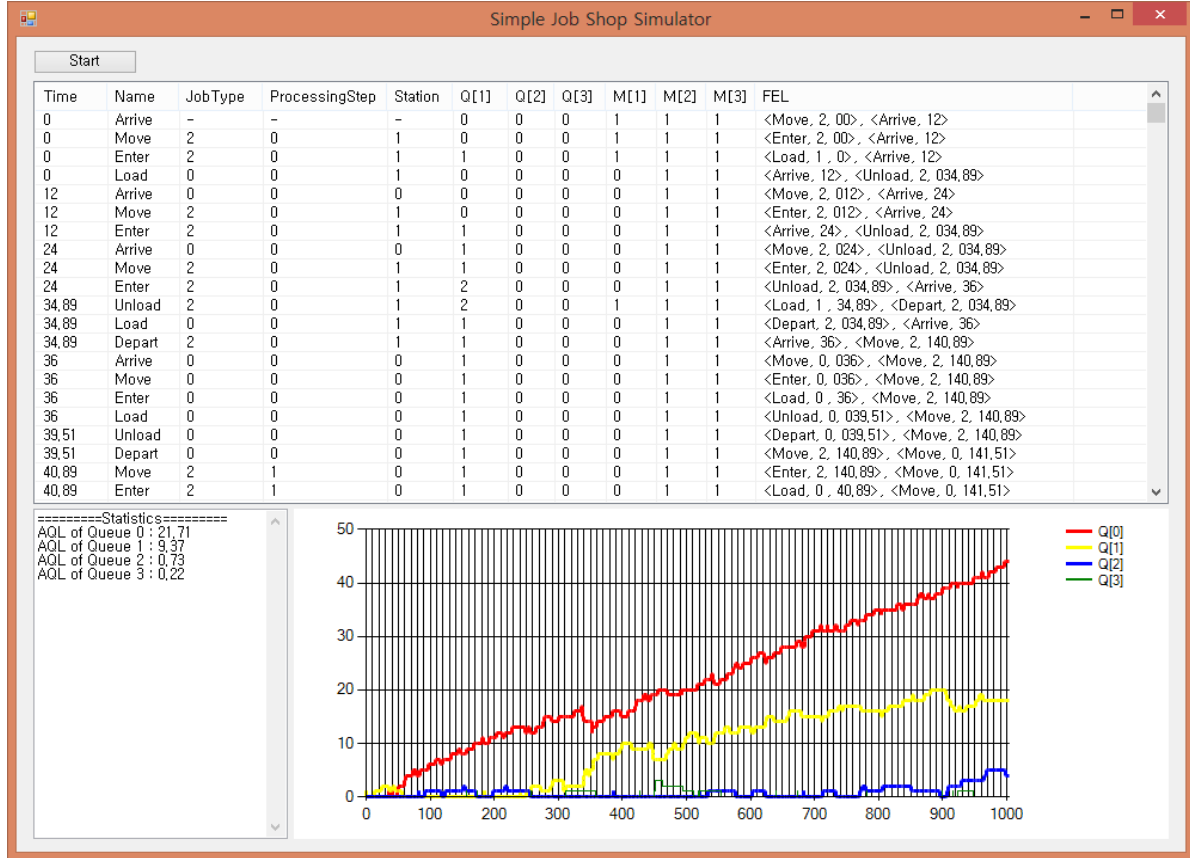 Simple Job Shop Simulator
Start
Time Name JobType ProcessingStep Station Q[1] Q[2] Q[3] M[1] M[2] M[3] FEL
0 Arrive - - - 0 0 0 1 1 1 <Move, 2, 00>, <Arrive, 12>
0 Move 2 0 1 0 0 0 1 1 1 <Enter, 2, 00>, <Arrive, 12>
0 Enter 2 0 1 1 0 0 1 1 1 <Load, 1 , 0>, <Arrive, 12>
0 Load 0 0 1 0 0 0 0 1 1 <Arrive, 12>, <Unload, 2, 034,89>
12 Arrive 0 0 0 0 0 0 0 1 1 <Move, 2, 012>, <Arrive, 24>
12 Move 2 0 1 0 0 0 0 1 1 <Enter, 2, 012>, <Arrive, 24>
12 Enter 2 0 1 1 0 0 0 1 1 <Arrive, 24>, <Unload, 2, 034,89>
24 Arrive 0 0 0 1 0 0 0 1 1 <Move, 2, 024>, <Unload, 2, 034,89>
24 Move 2 0 1 1 0 0 0 1 1 <Enter, 2, 024>, <Unload, 2, 034,89>
24 Enter 2 0 1 2 0 0 0 1 1 <Unload, 2, 034,89>, <Arrive, 36>
34,89 Unload 2 0 1 2 0 0 1 1 1 <Load, 1 , 34,89>, <Depart, 2, 034,89>
34,89 Load 0 0 1 1 0 0 0 1 1 <Depart, 2, 034,89>, <Arrive, 36>
34,89 Depart 2 0 1 1 0 0 0 1 1 <Arrive, 36>, <Move, 2, 140,89>
36 Arrive 0 0 0 1 0 0 0 1 1 <Move, 0, 036>, <Move, 2, 140,89>
36 Move 0 0 0 1 0 0 0 1 1 <Enter, 0, 036>, <Move, 2, 140,89>
36 Enter 0 0 0 1 0 0 0 1 1 <Load, 0 , 36>, <Move, 2, 140,89>
36 Load 0 0 0 1 0 0 0 1 1 <Unload, 0, 039,51>, <Move, 2, 140,89>
39,51 Unload 0 0 0 1 0 0 0 1 1 <Depart, 0, 039,51>, <Move, 2, 140,89>
39,51 Depart 0 0 0 1 0 0 0 1 1 <Move, 2, 140,89>, <Move, 0, 141,51>
40,89 Move 2 1 0 1 0 0 0 1 1 <Enter, 2, 140,89>, <Move, 0, 141,51>
40,89 Enter 2 1 0 1 0 0 0 1 1 <Load, 0 , 40,89>, <Move, 0, 141,51>
=========Statistics=========
AQL of Queue 0 : 21,71
AQL of Queue 1 : 9,37
AQL of Queue 2 : 0,73
AQL of Queue 3 : 0,22
50
40
30
20
10
0
0 100 200 300 400 500 600 700 800 900 1000
Q[0]
Q[1]
Q[2]
Q[3]